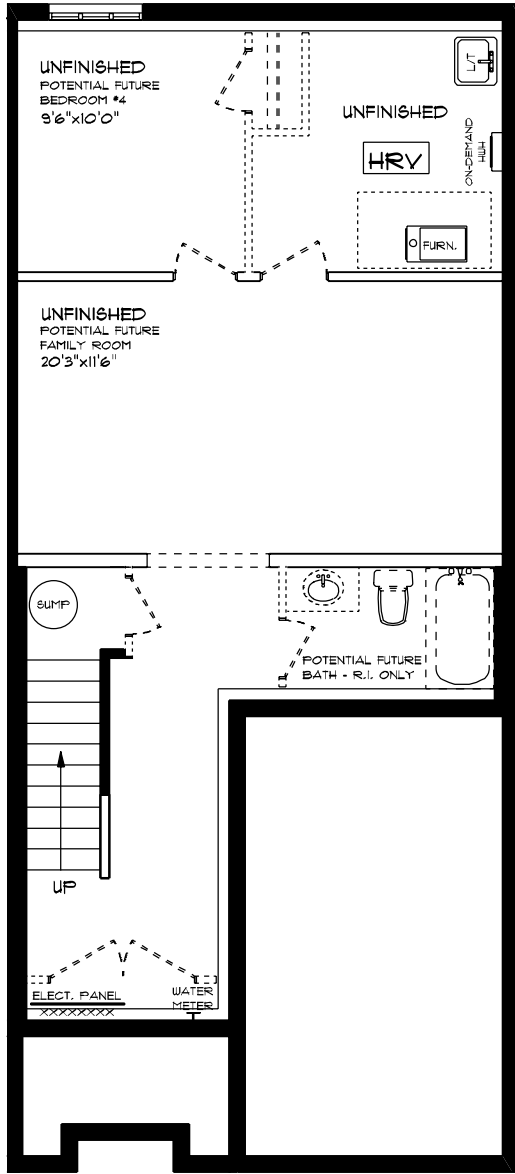 UNFINISHED
POTENTIAL FUTURE
BEDROOM #4
9'6"x10'0"
L/T
UNFINISHED
ON-DEMAND
HWH
HRV
FURN.
UNFINISHED
POTENTIAL FUTURE
FAMILY ROOM
20'3"x11'6"
SUMP
POTENTIAL FUTURE
BATH - R.I. ONLY
UP
ELECT. PANEL
WATER
METER